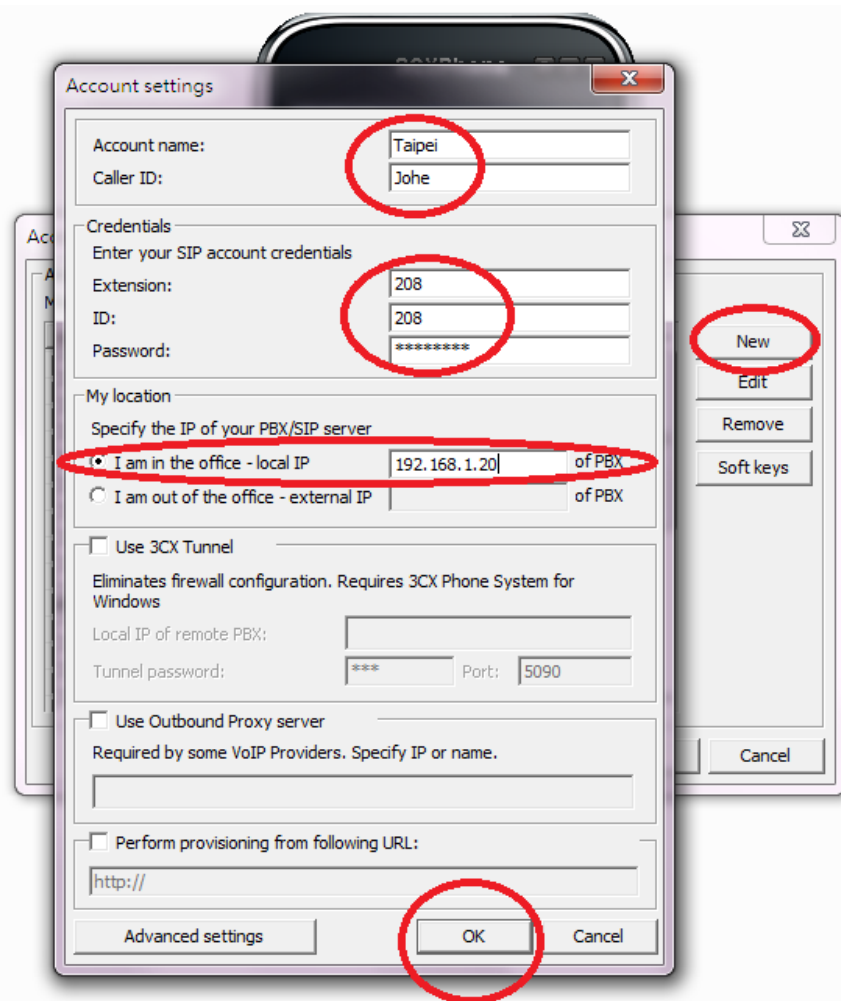 3CXPhone
Account settings
Account name: Taipei
Caller ID: Johe
Credentials
Enter your SIP account credentials
Extension: 208
ID: 208
Password: ********
My location
Specify the IP of your PBX/SIP server
I am in the office - local IP 192.168.1.20 of PBX
I am out of the office - external IP of PBX
Use 3CX Tunnel
Eliminates firewall configuration. Requires 3CX Phone System for
Windows
Local IP of remote PBX:
Tunnel password: *** Port: 5090
Use Outbound Proxy server
Required by some VoIP Providers. Specify IP or name.
Perform provisioning from following URL:
http://
Advanced settings OK Cancel
New
Edit
Remove
Soft keys
Cancel